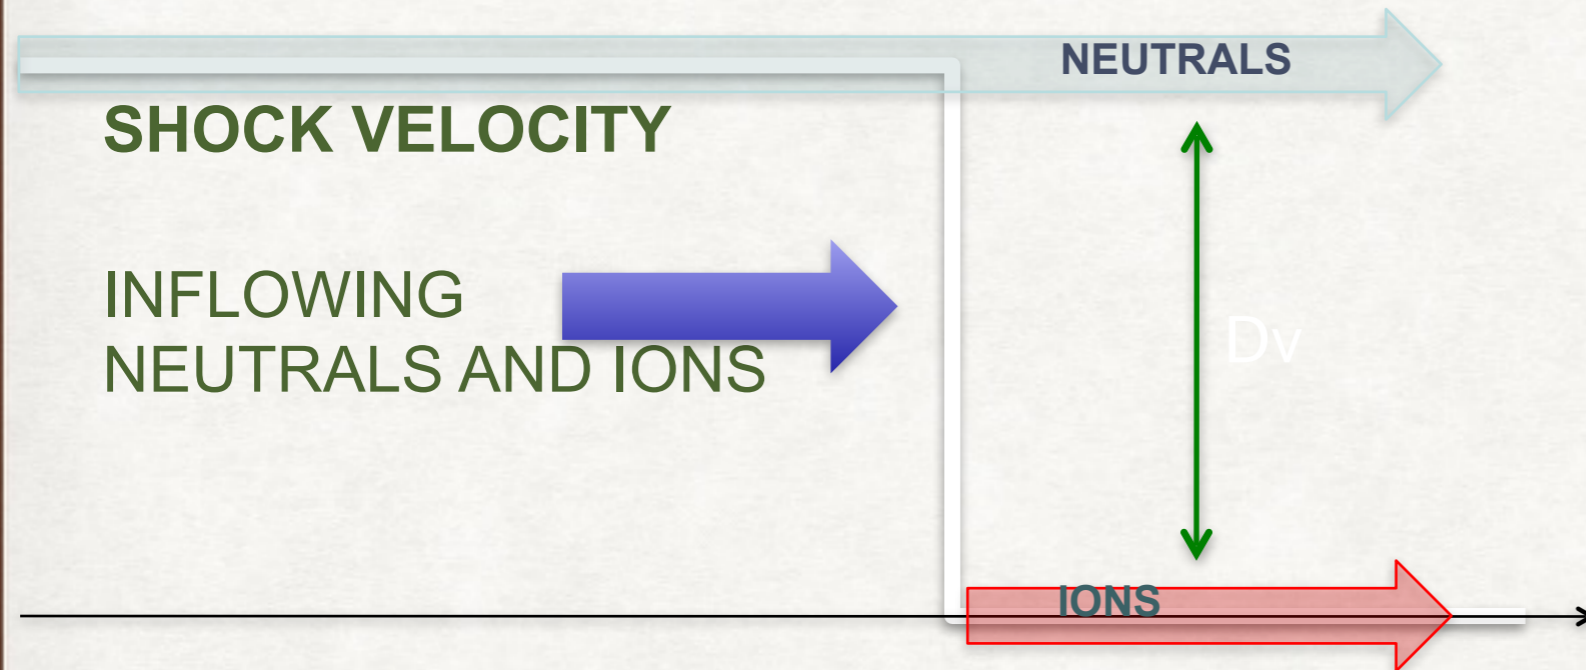 NEUTRALS
SHOCK VELOCITY
INFLOWING
NEUTRALS AND IONS
Dv
IONS